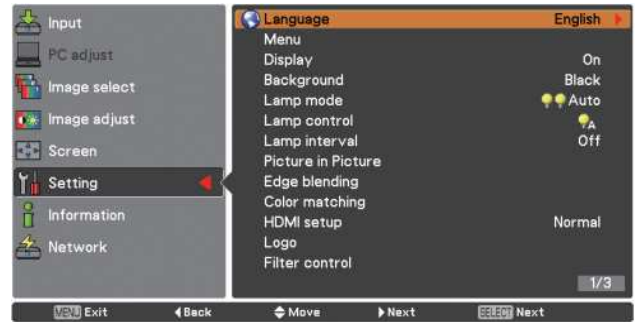 Input
PC adjust
Image select
Image adjust
Screen
Setting
Information
Network
Language English
Menu
Display On
Background Black
Lamp mode Auto
Lamp control A
Lamp interval Off
Picture in Picture
Edge blending
Color matching
HDMI setup Normal
Logo
Filter control
1/3
MENU Exit Back Move Next SELECT Next